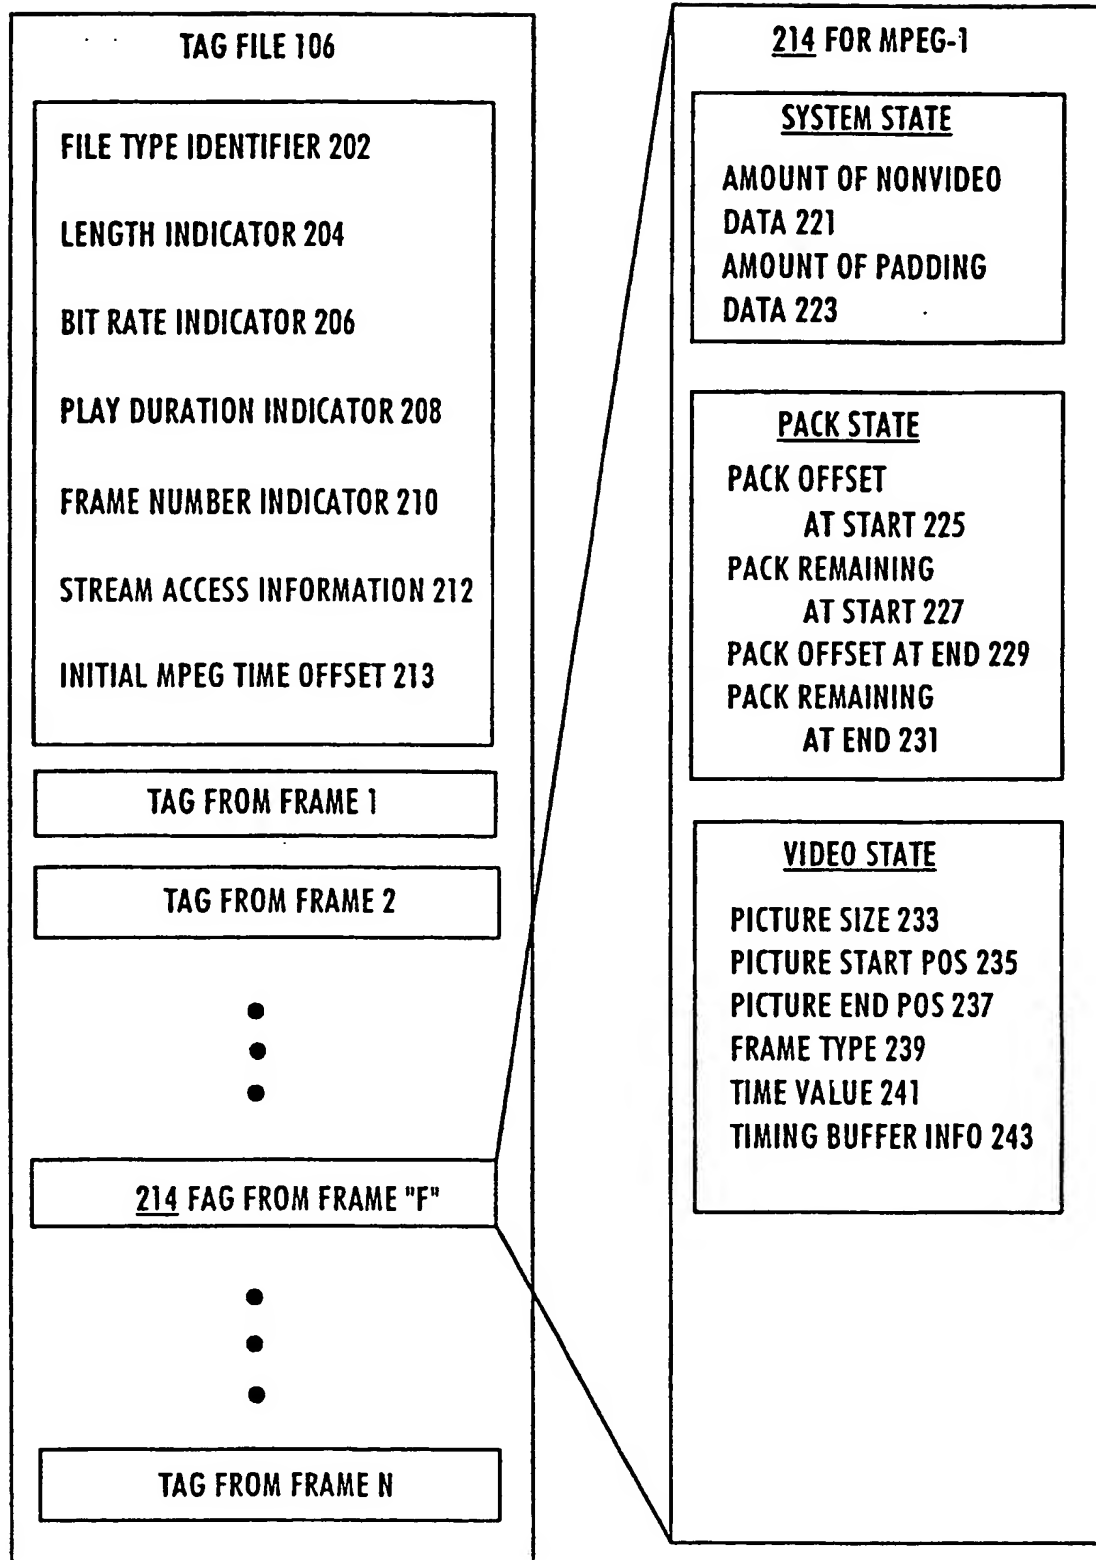 TAG FILE 106
FILE TYPE IDENTIFIER 202
LENGTH INDICATOR 204
BIT RATE INDICATOR 206
PLAY DURATION INDICATOR 208
FRAME NUMBER INDICATOR 210
STREAM ACCESS INFORMATION 212
INITIAL MPEG TIME OFFSET 213
TAG FROM FRAME 1
TAG FROM FRAME 2
214 FAG FROM FRAME "F"
TAG FROM FRAME N
214 FOR MPEG-1
SYSTEM STATE
AMOUNT OF NONVIDEO
DATA 221
AMOUNT OF PADDING
DATA 223
PACK STATE
PACK OFFSET
AT START 225
PACK REMAINING
AT START 227
PACK OFFSET AT END 229
PACK REMAINING
AT END 231
VIDEO STATE
PICTURE SIZE 233
PICTURE START POS 235
PICTURE END POS 237
FRAME TYPE 239
TIME VALUE 241
TIMING BUFFER INFO 243